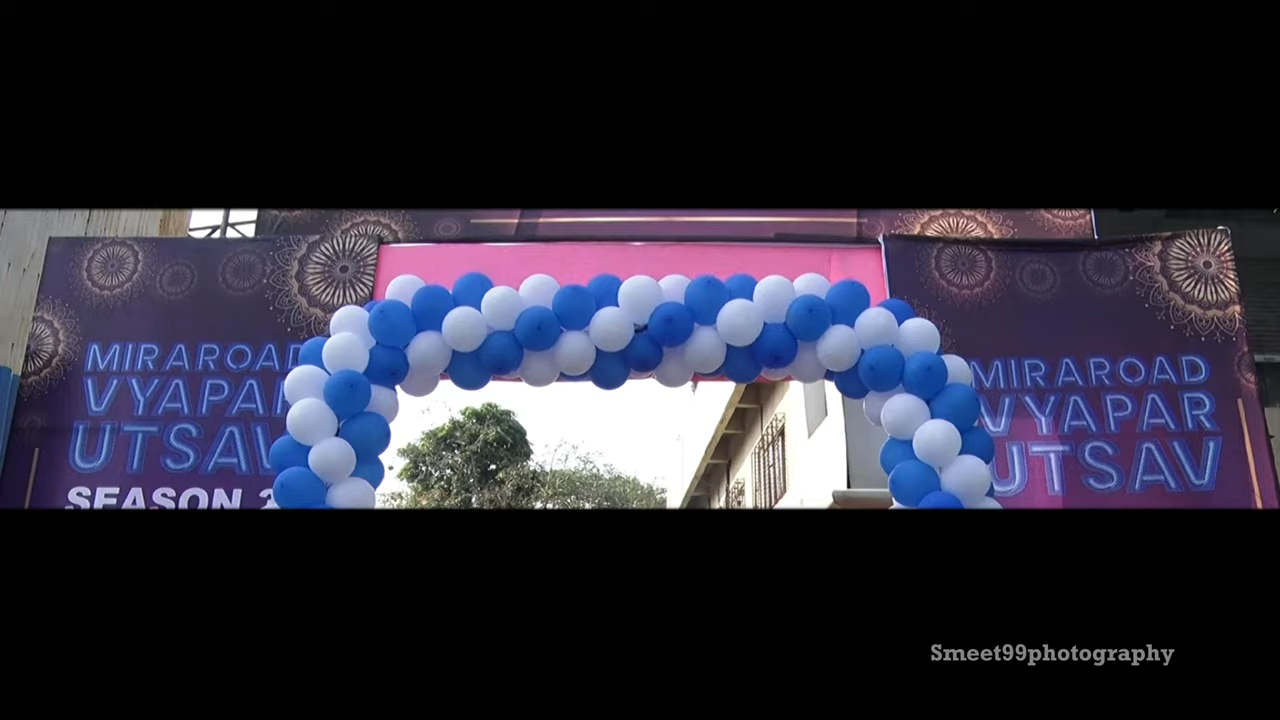 MIRAROAD
VYAPAR
UTSAV
SEASON
MIRAROAD
VYAPAR
UTSAV
Smeet99photography